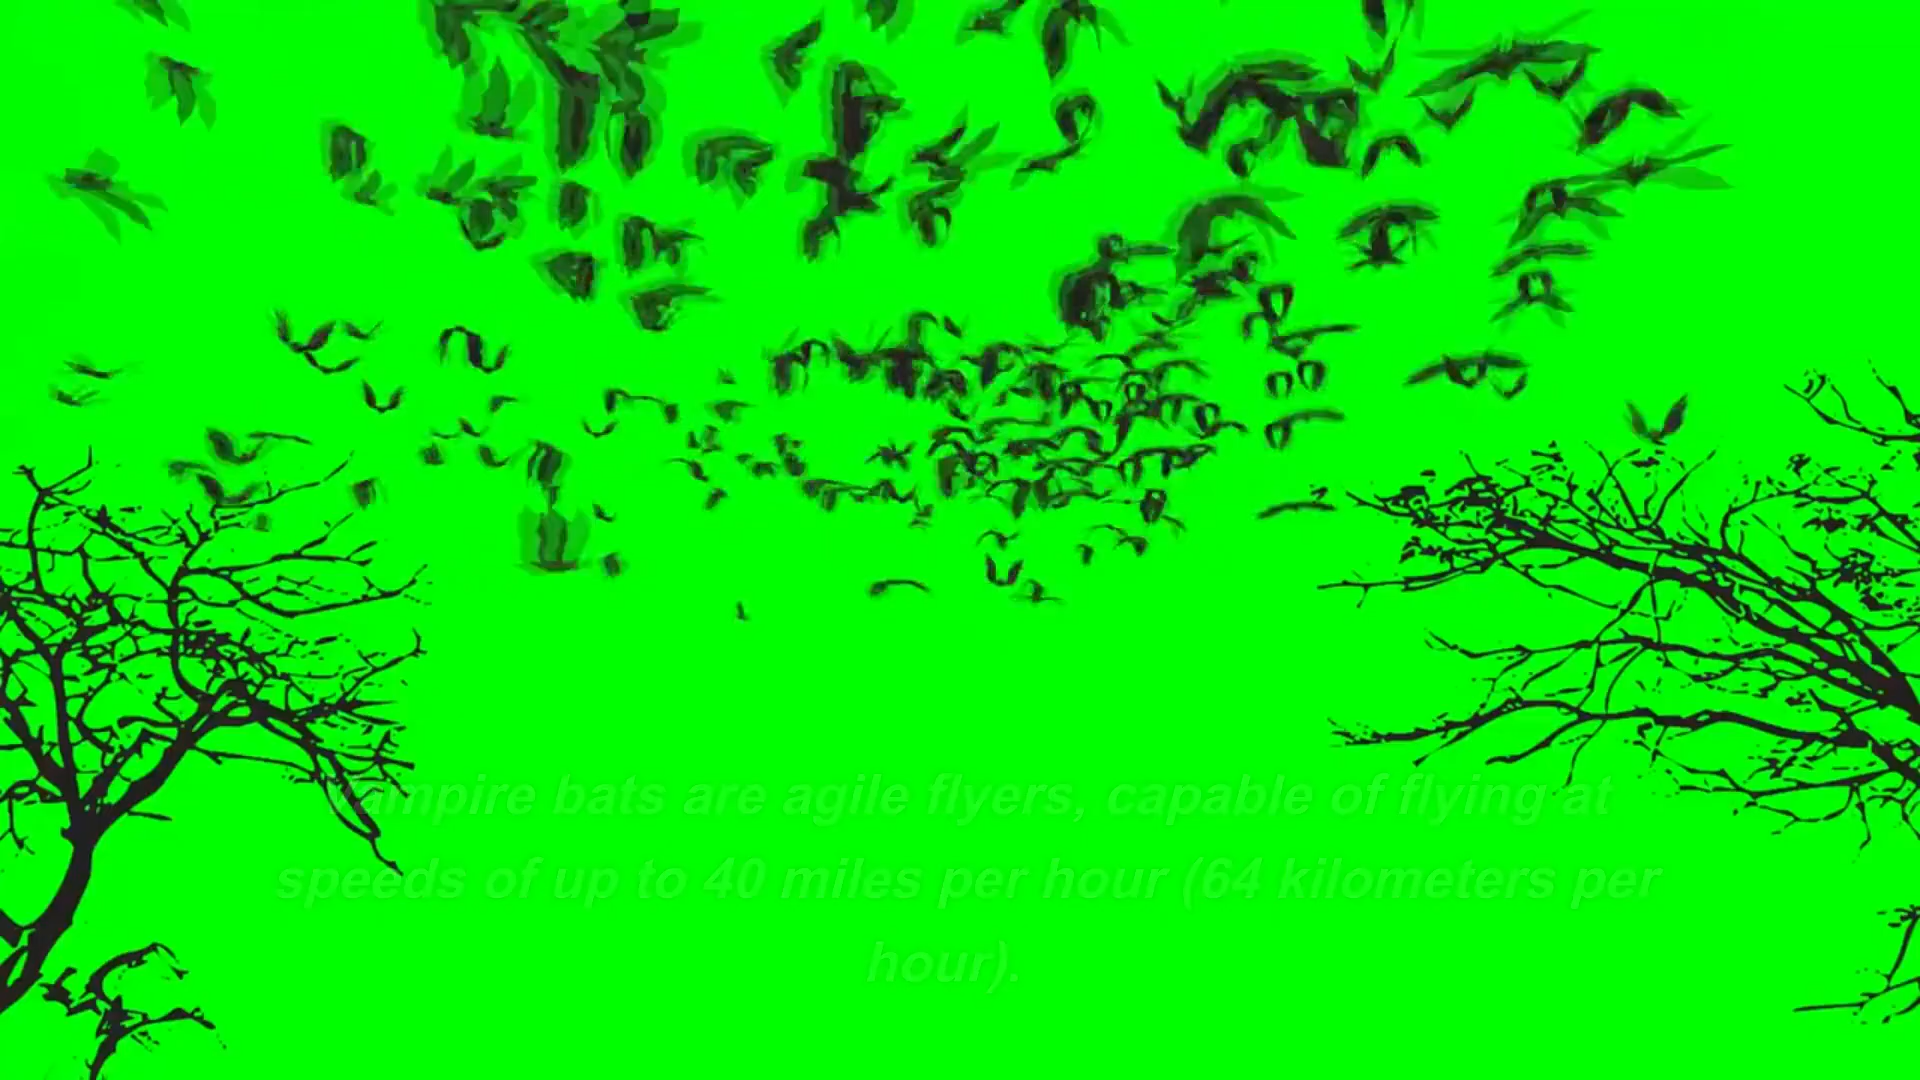 Vampire bats are agile flyers, capable of flying at
speeds of up to 40 miles per hour (64 kilometers per
hour).